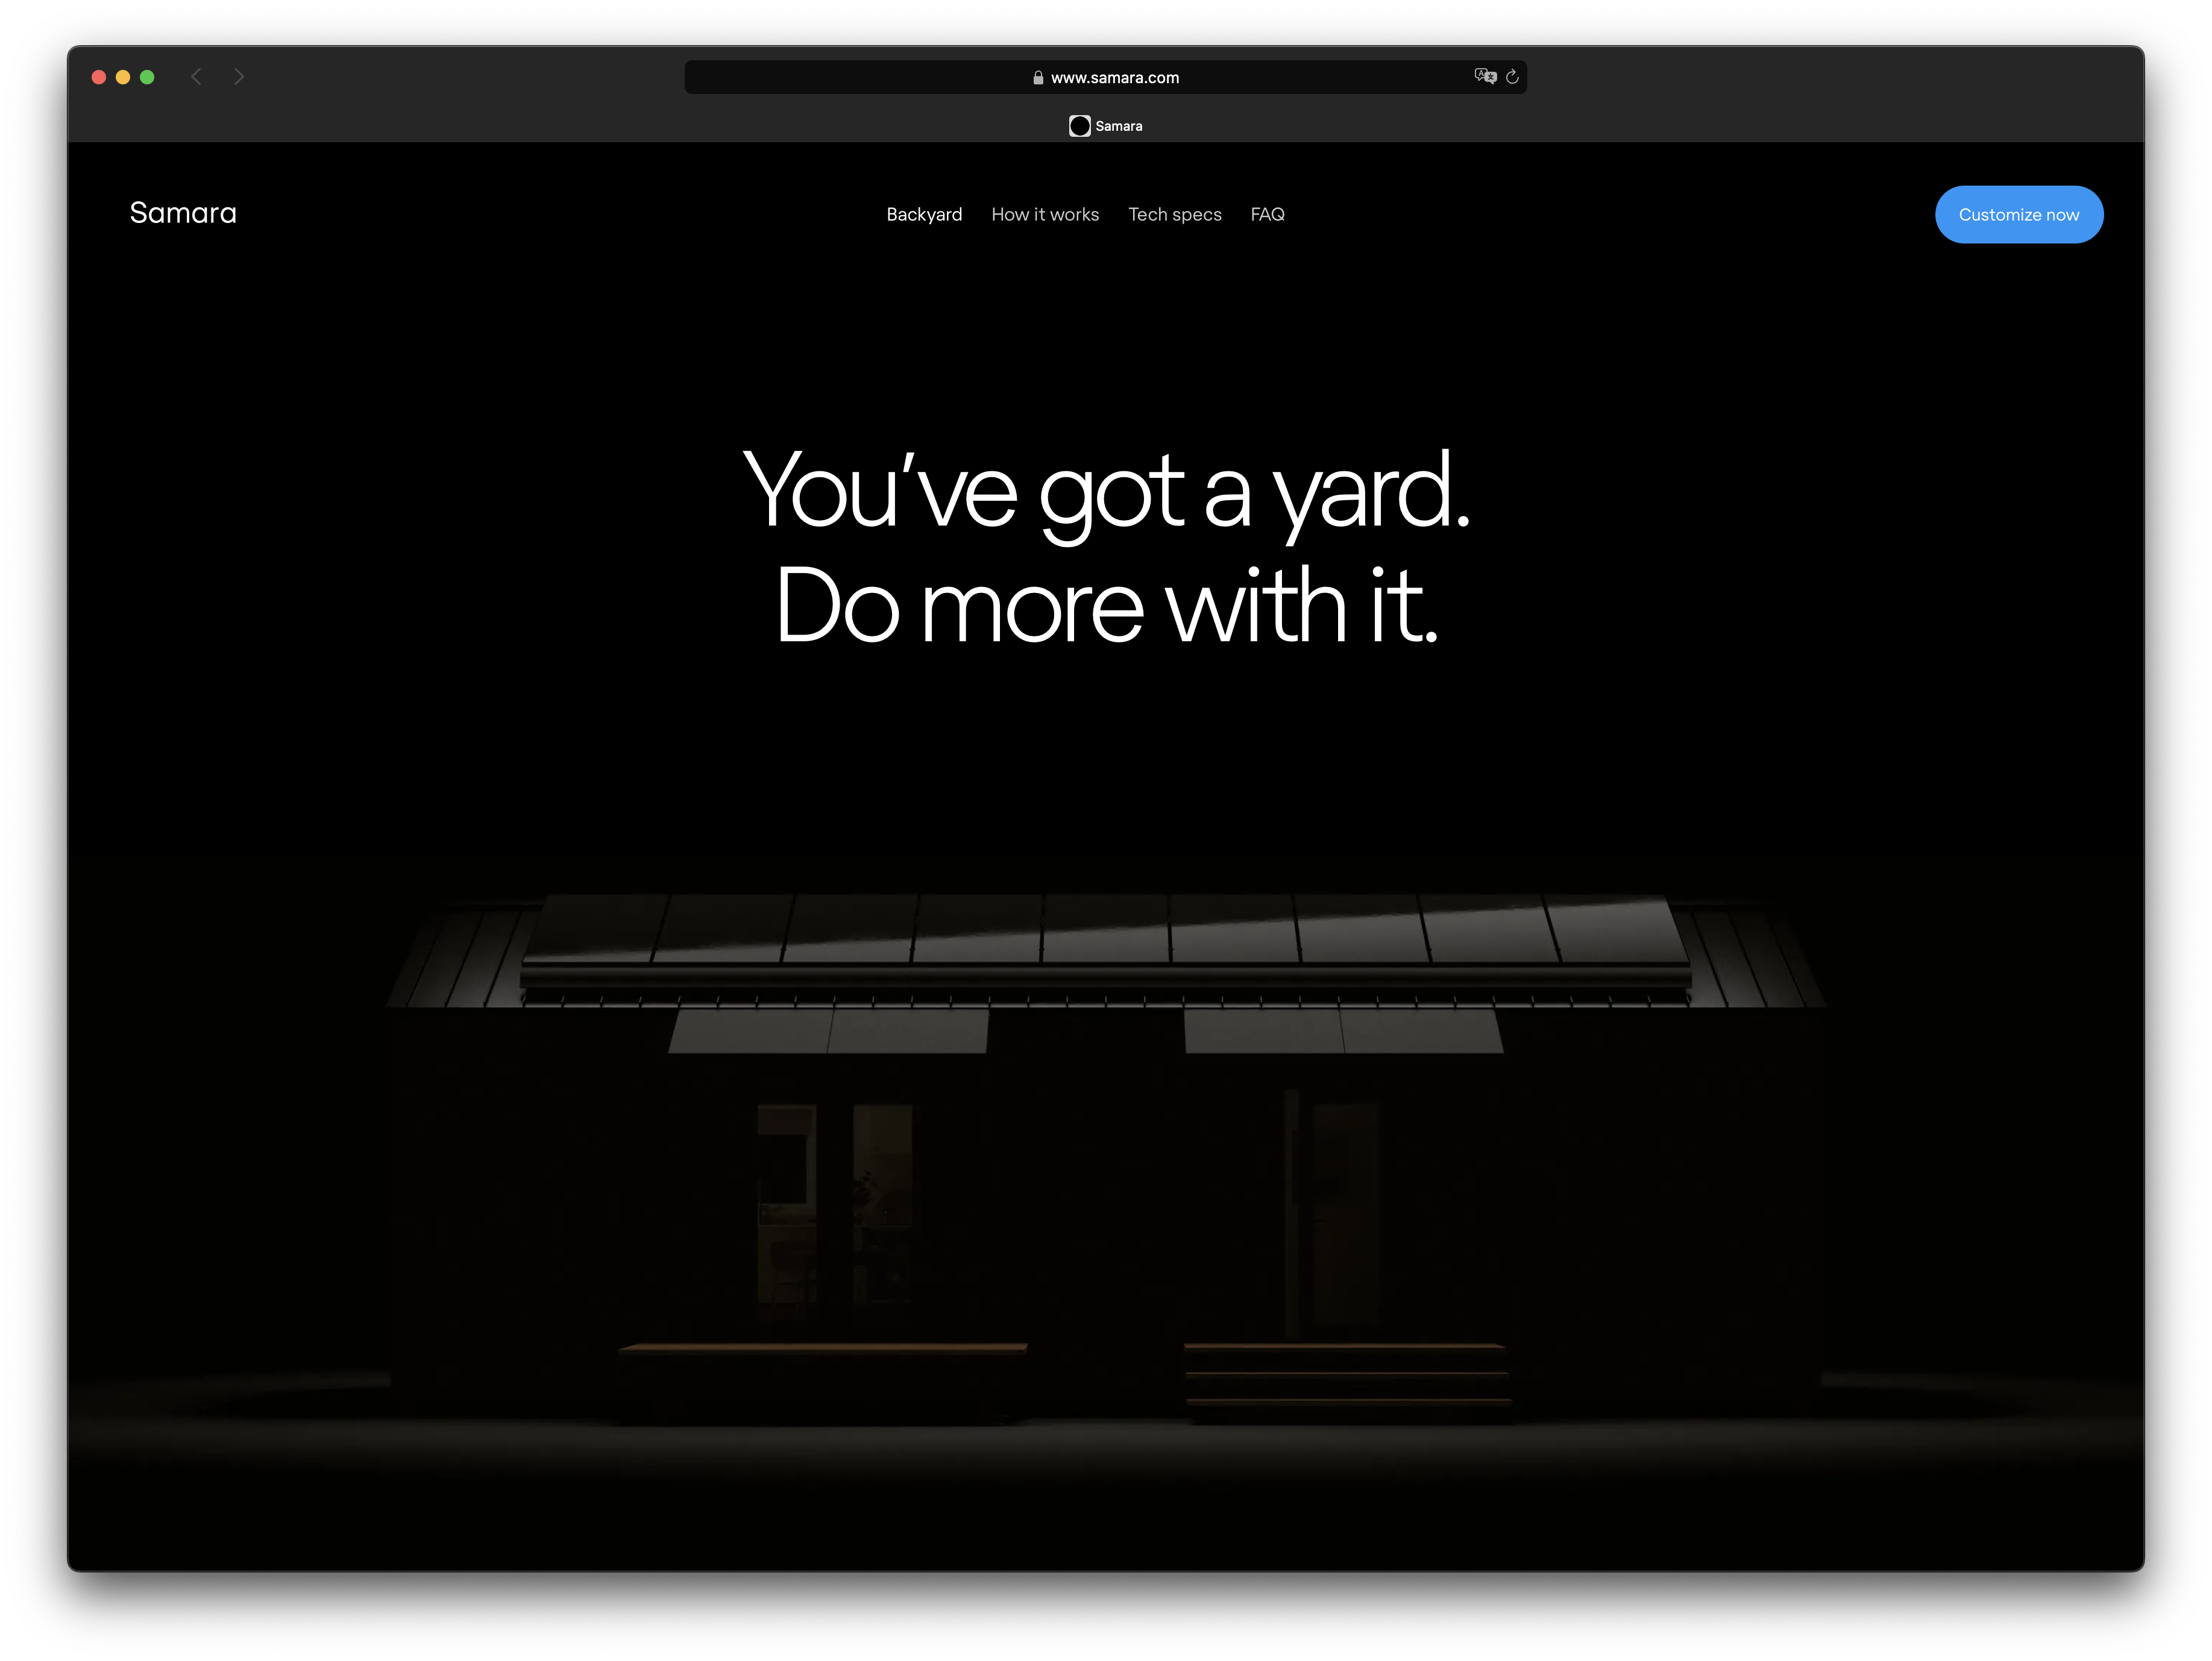 www.samara.com
Samara
Samara
Backyard How it works Tech specs FAQ
Customize now
You’ve got a yard.
Do more with it.